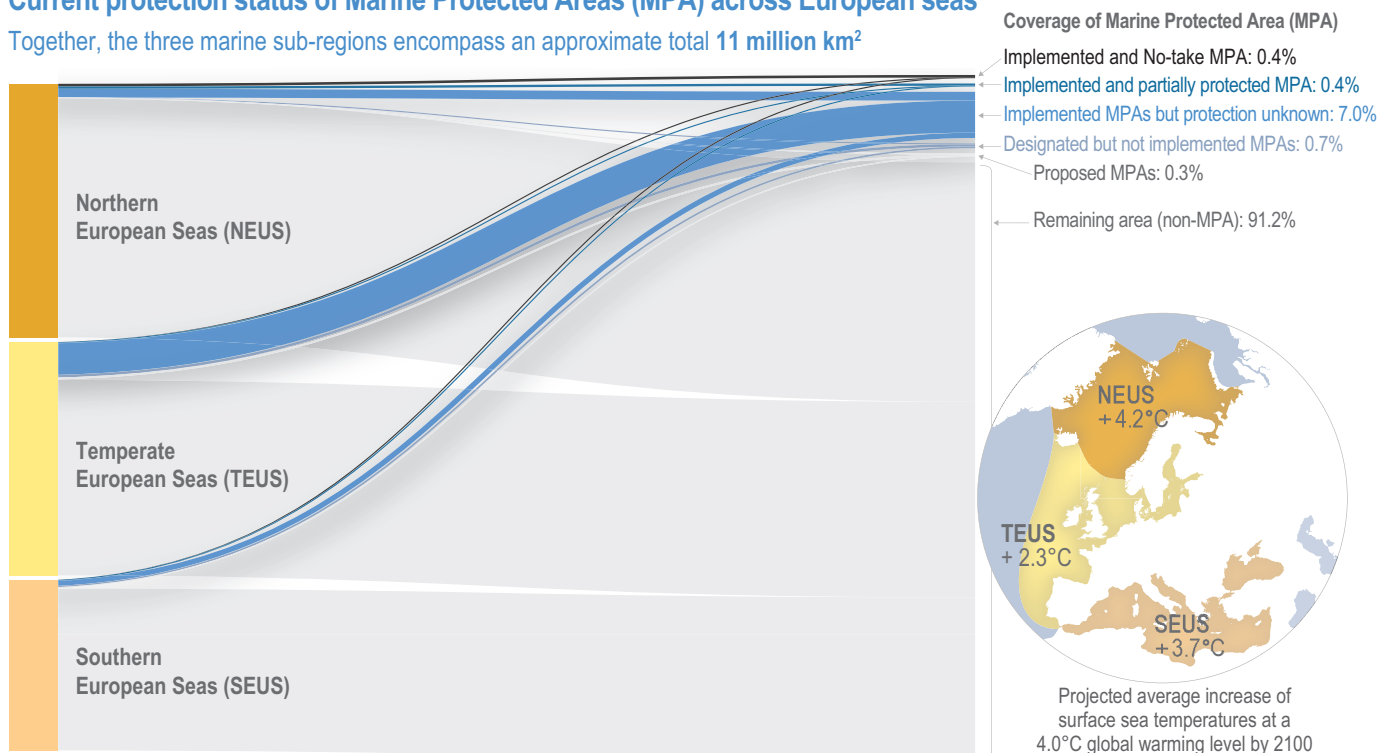 Current protection status of Marine Protected Areas (MPA) across European seas
Together, the three marine sub-regions encompass an approximate total 11 million km²
Coverage of Marine Protected Area (MPA)
Implemented and No-take MPA: 0.4%
Implemented and partially protected MPA: 0.4%
Implemented MPAs but protection unknown: 7.0%
Designated but not implemented MPAs: 0.7%
Proposed MPAs: 0.3%
Remaining area (non-MPA): 91.2%
Northern
European Seas (NEUS)
Temperate
European Seas (TEUS)
Southern
European Seas (SEUS)
NEUS
+ 4.2°C
TEUS
+ 2.3°C
SEUS
+ 3.7°C
Projected average increase of
surface sea temperatures at a
4.0°C global warming level by 2100